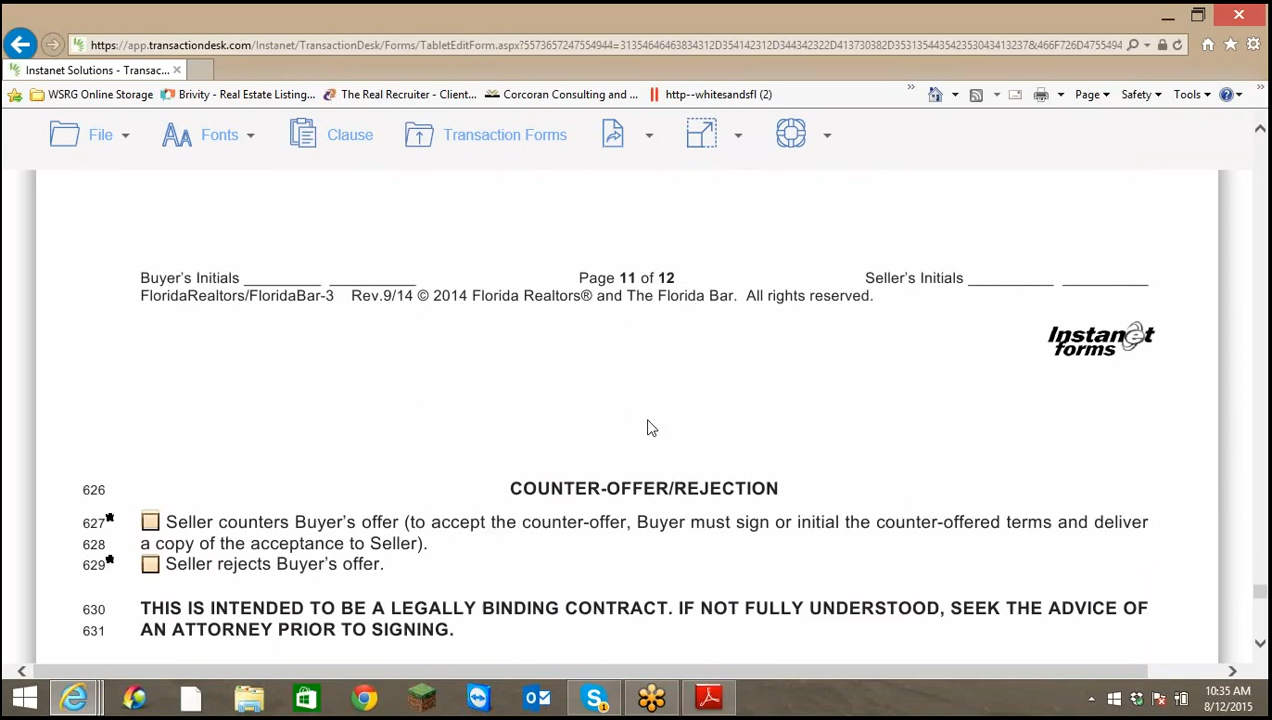 https://app.transactiondesk.com/Instanet/TransactionDesk/Forms/TabletEditForm.aspx?
Instanet Solutions - Transac...
WSRG Online Storage
Brivity - Real Estate Listing...
The Real Recruiter - Client...
Corcoran Consulting and ...
http--whitesandsfl (2)
Page
Safety
Tools
File
Fonts
Clause
Transaction Forms
Buyer's Initials __________ __________ Page 11 of 12 Seller's Initials __________ __________
FloridaRealtors/FloridaBar-3 Rev.9/14 © 2014 Florida Realtors® and The Florida Bar. All rights reserved.
Instanet
forms
626 COUNTER-OFFER/REJECTION
627* Seller counters Buyer's offer (to accept the counter-offer, Buyer must sign or initial the counter-offered terms and deliver
628 a copy of the acceptance to Seller).
629* Seller rejects Buyer's offer.
630 THIS IS INTENDED TO BE A LEGALLY BINDING CONTRACT. IF NOT FULLY UNDERSTOOD, SEEK THE ADVICE OF
631 AN ATTORNEY PRIOR TO SIGNING.
10:35 AM
8/12/2015